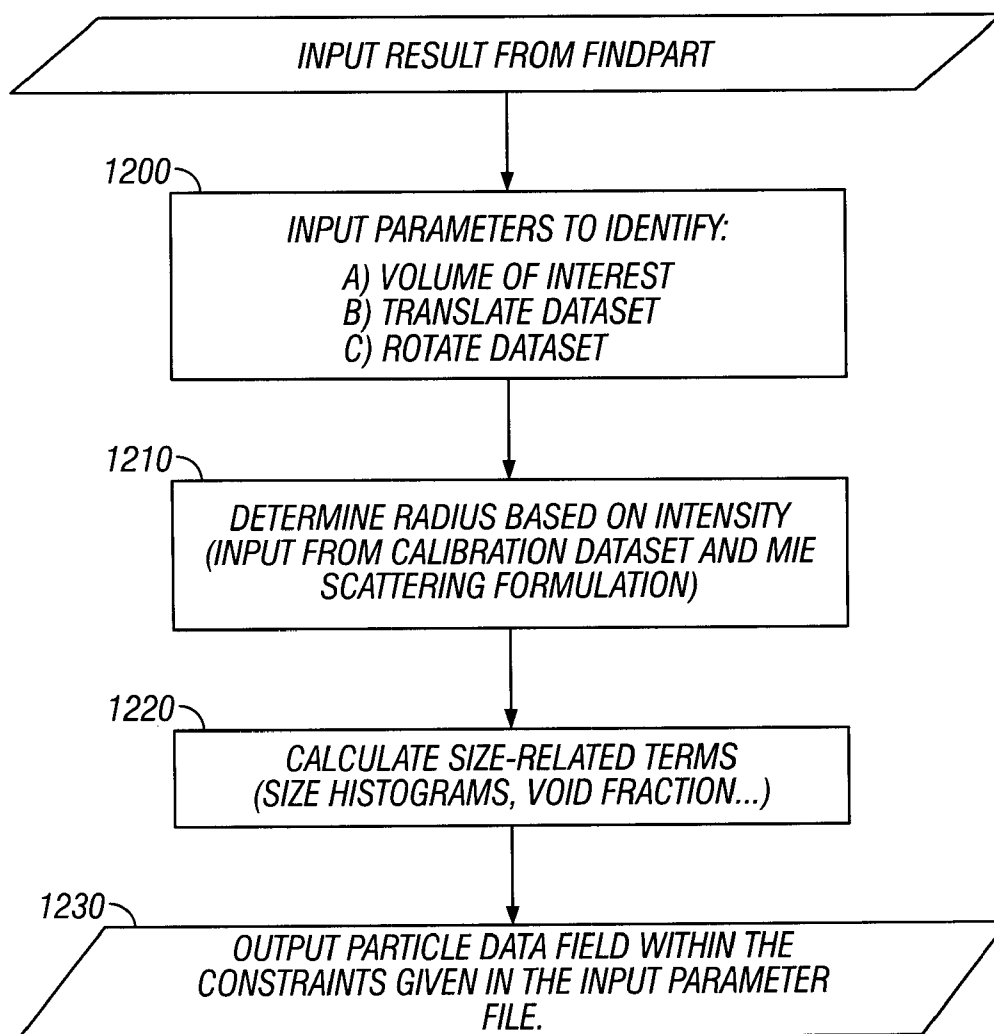 INPUT RESULT FROM FINDPART
1200
INPUT PARAMETERS TO IDENTIFY:
A) VOLUME OF INTEREST
B) TRANSLATE DATASET
C) ROTATE DATASET
1210
DETERMINE RADIUS BASED ON INTENSITY
(INPUT FROM CALIBRATION DATASET AND MIE
SCATTERING FORMULATION)
1220
CALCULATE SIZE-RELATED TERMS
(SIZE HISTOGRAMS, VOID FRACTION...)
1230
OUTPUT PARTICLE DATA FIELD WITHIN THE
CONSTRAINTS GIVEN IN THE INPUT PARAMETER
FILE.